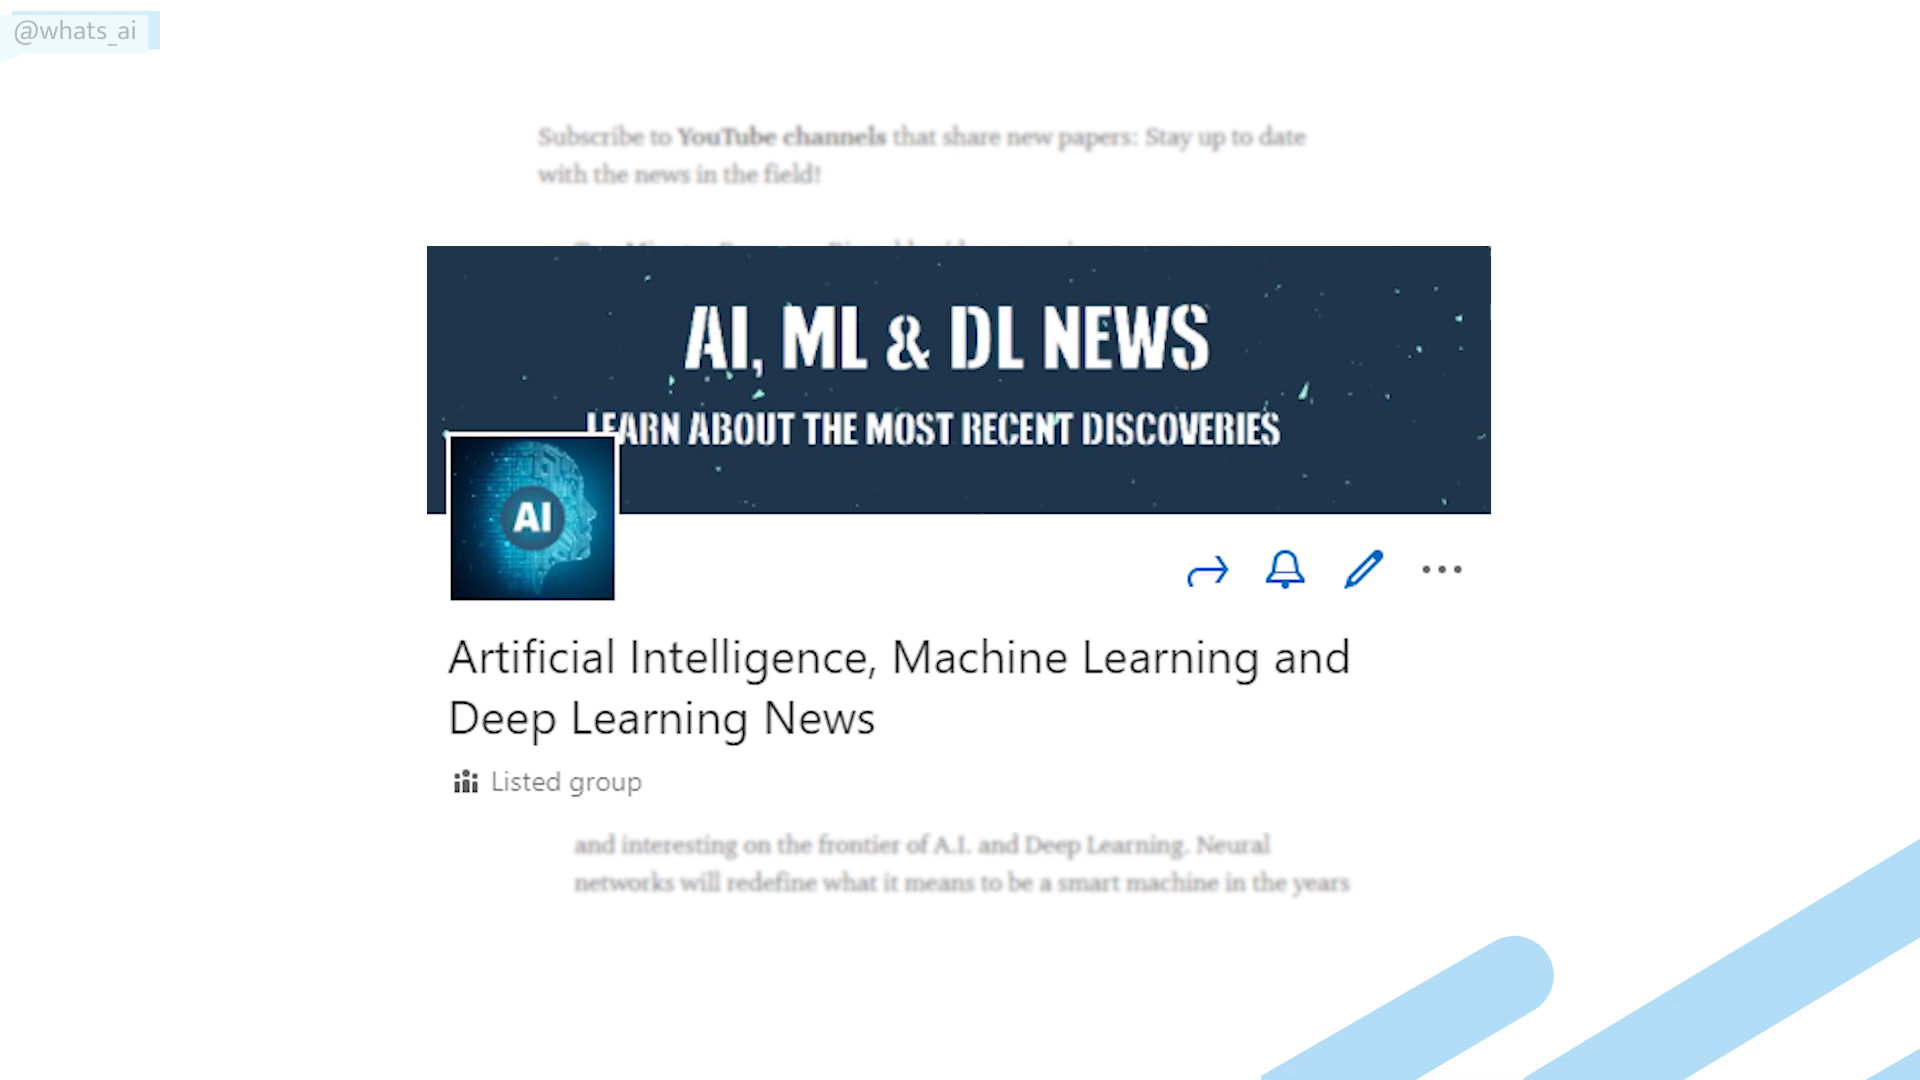 @whats_ai
Subscribe to YouTube channels that share new papers: Stay up to date
with the news in the field!
AI, ML & DL NEWS
LEARN ABOUT THE MOST RECENT DISCOVERIES
AI
Artificial Intelligence, Machine Learning and
Deep Learning News
Listed group
and interesting on the frontier of A.I. and Deep Learning. Neural
networks will redefine what it means to be a smart machine in the years